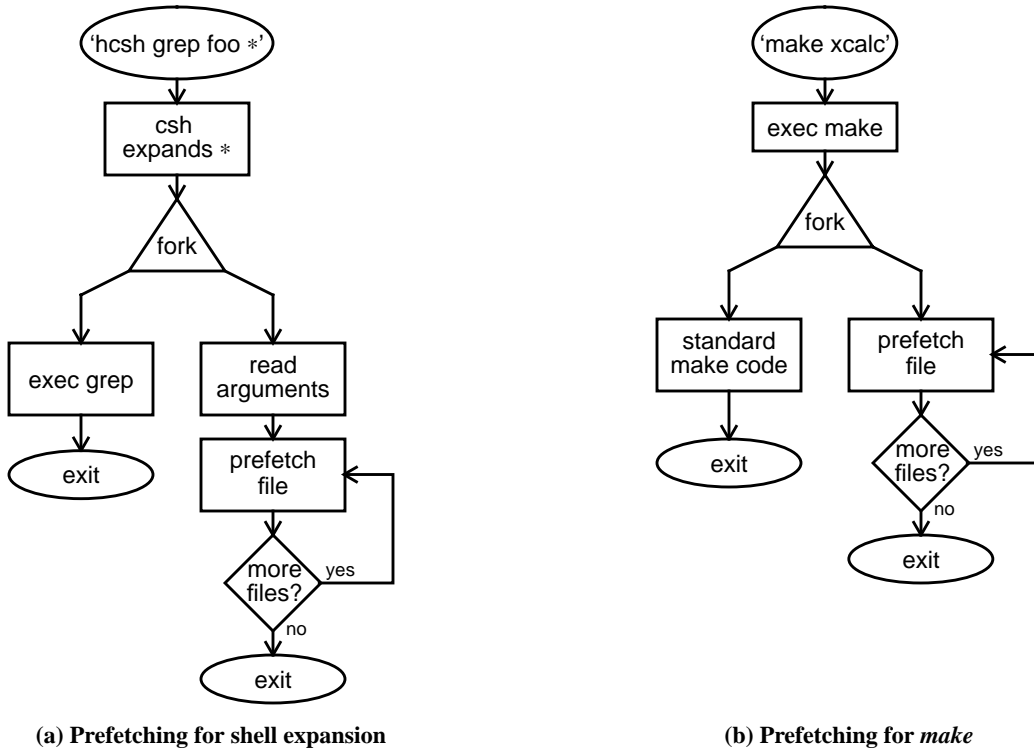 ‘hcsh grep foo *’
csh
expands *
fork
exec grep
read
arguments
exit
prefetch
file
more
files?
yes
no
exit
(a) Prefetching for shell expansion
‘make xcalc’
exec make
fork
standard
make code
prefetch
file
exit
more
files?
yes
no
exit
(b) Prefetching for make